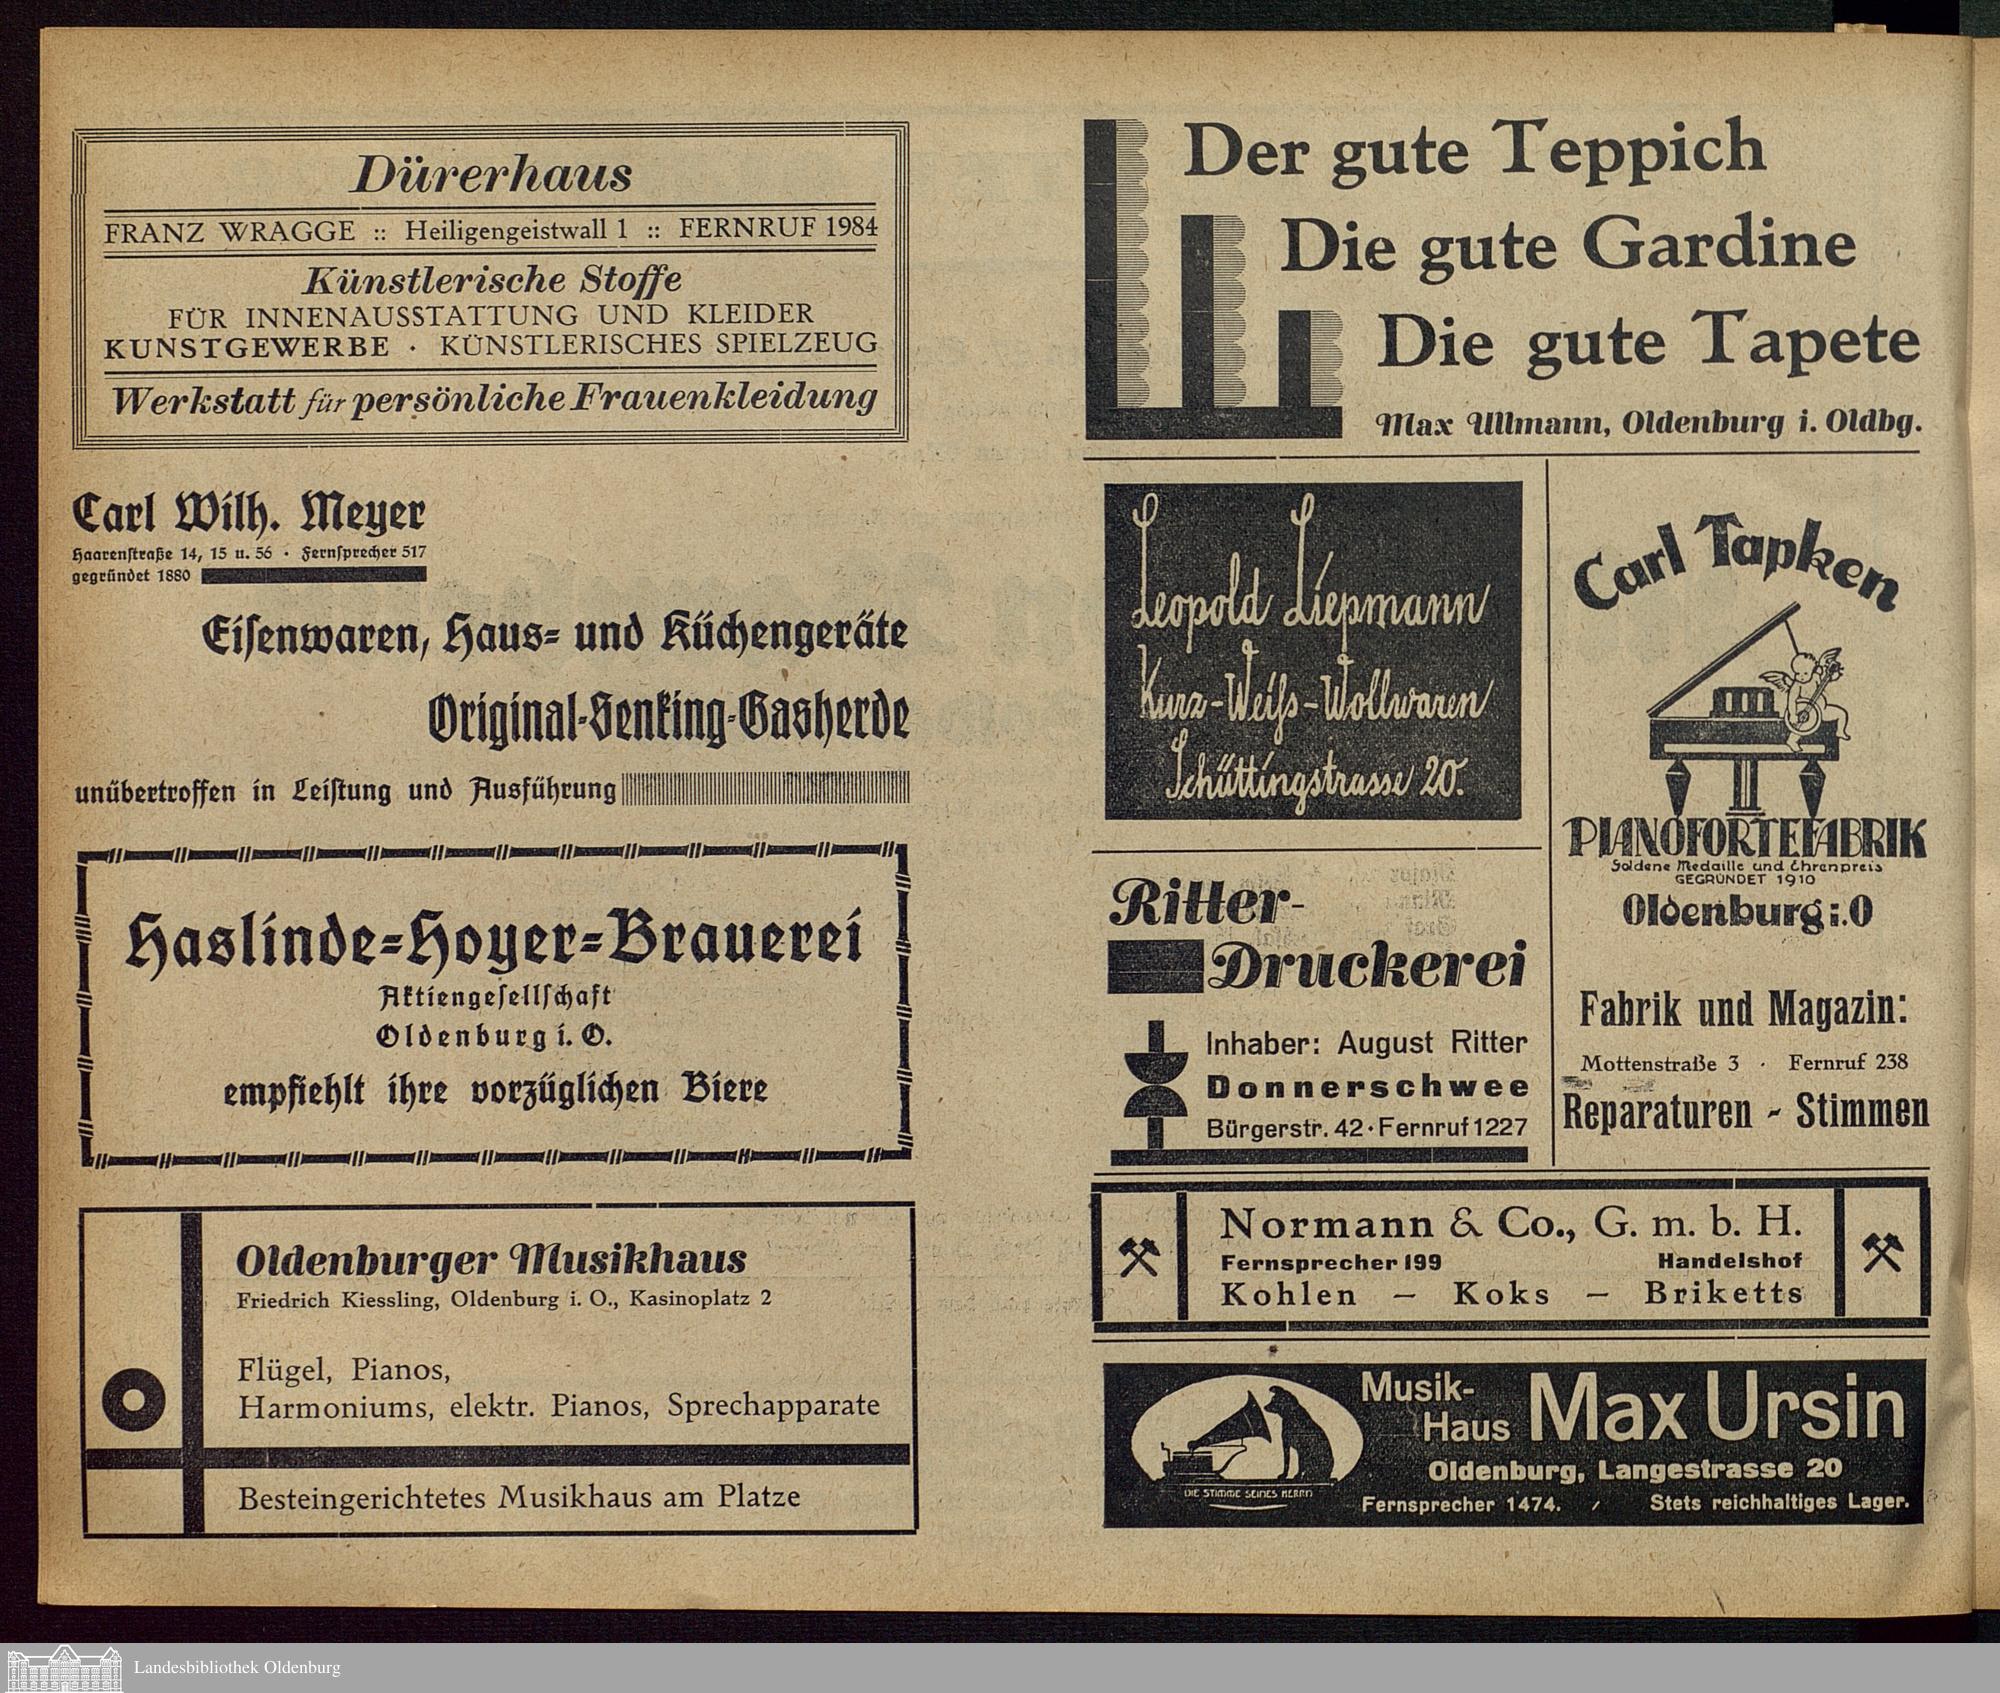 Dürerhaus
FRANZ WRAGGE :: Heiligengeistwall 1 :: FERNRUF 1984
Künstlerische Stoffe
FÜR INNENAUSSTATTUNG UND KLEIDER
KUNSTGEWERBE · KÜNSTLERISCHES SPIELZEUG
Werkstatt für persönliche Frauenkleidung
Carl Wilh. Meyer
Haarenſtraße 14, 15 u. 56 · Fernſprecher 517
gegründet 1880
Eiſenwaren, Haus- und Küchengeräte
Original-Senking-Gasherde
unübertroffen in Leiſtung und Ausführung
Haslinde-Hoyer-Brauerei
Aktiengeſellſchaft
Oldenburg i. O.
empfiehlt ihre vorzüglichen Biere
Oldenburger Musikhaus
Friedrich Kiessling, Oldenburg i. O., Kasinoplatz 2
Flügel, Pianos,
Harmoniums, elektr. Pianos, Sprechapparate
Besteingerichtetes Musikhaus am Platze
Der gute Teppich
Die gute Gardine
Die gute Tapete
Max Ullmann, Oldenburg i. Oldbg.
Leopold Liepmann
Kurz-Weiſs-Wollwaren
Schüttingstrasse 20.
Carl Tapken
PIANOFORTEFABRIK
Goldene Medaille und Ehrenpreis
GEGRÜNDET 1910
Oldenburg i. O
Fabrik und Magazin:
Mottenstraße 3 · Fernruf 238
Reparaturen - Stimmen
Ritter-
Druckerei
Inhaber: August Ritter
Donnerschwee
Bürgerstr. 42 · Fernruf 1227
Normann & Co., G. m. b. H.
Fernsprecher 199 Handelshof
Kohlen – Koks – Briketts
Musik-
Haus Max Ursin
Oldenburg, Langestrasse 20
DIE STIMME SEINES HERRN
Fernsprecher 1474. / Stets reichhaltiges Lager.
Landesbibliothek Oldenburg